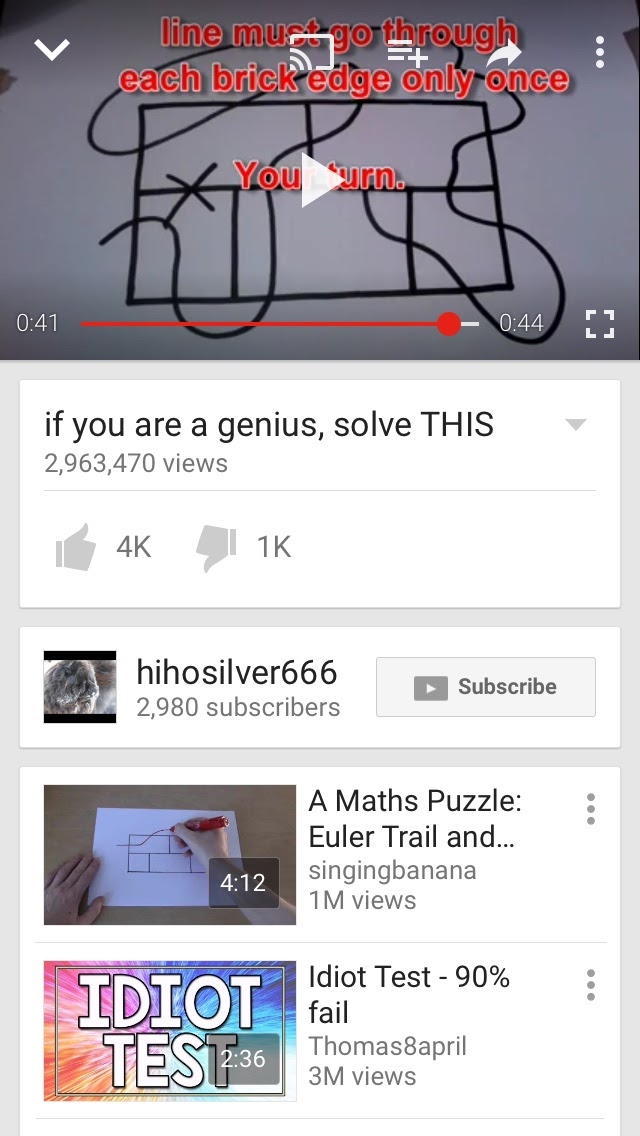 line must go through
each brick edge only once
Your turn.
0:41
0:44
if you are a genius, solve THIS
2,963,470 views
4K
1K
hihosilver666
2,980 subscribers
Subscribe
A Maths Puzzle:
Euler Trail and...
singingbanana
1M views
4:12
Idiot Test - 90%
fail
Thomas8april
3M views
IDIOT
TEST
2:36